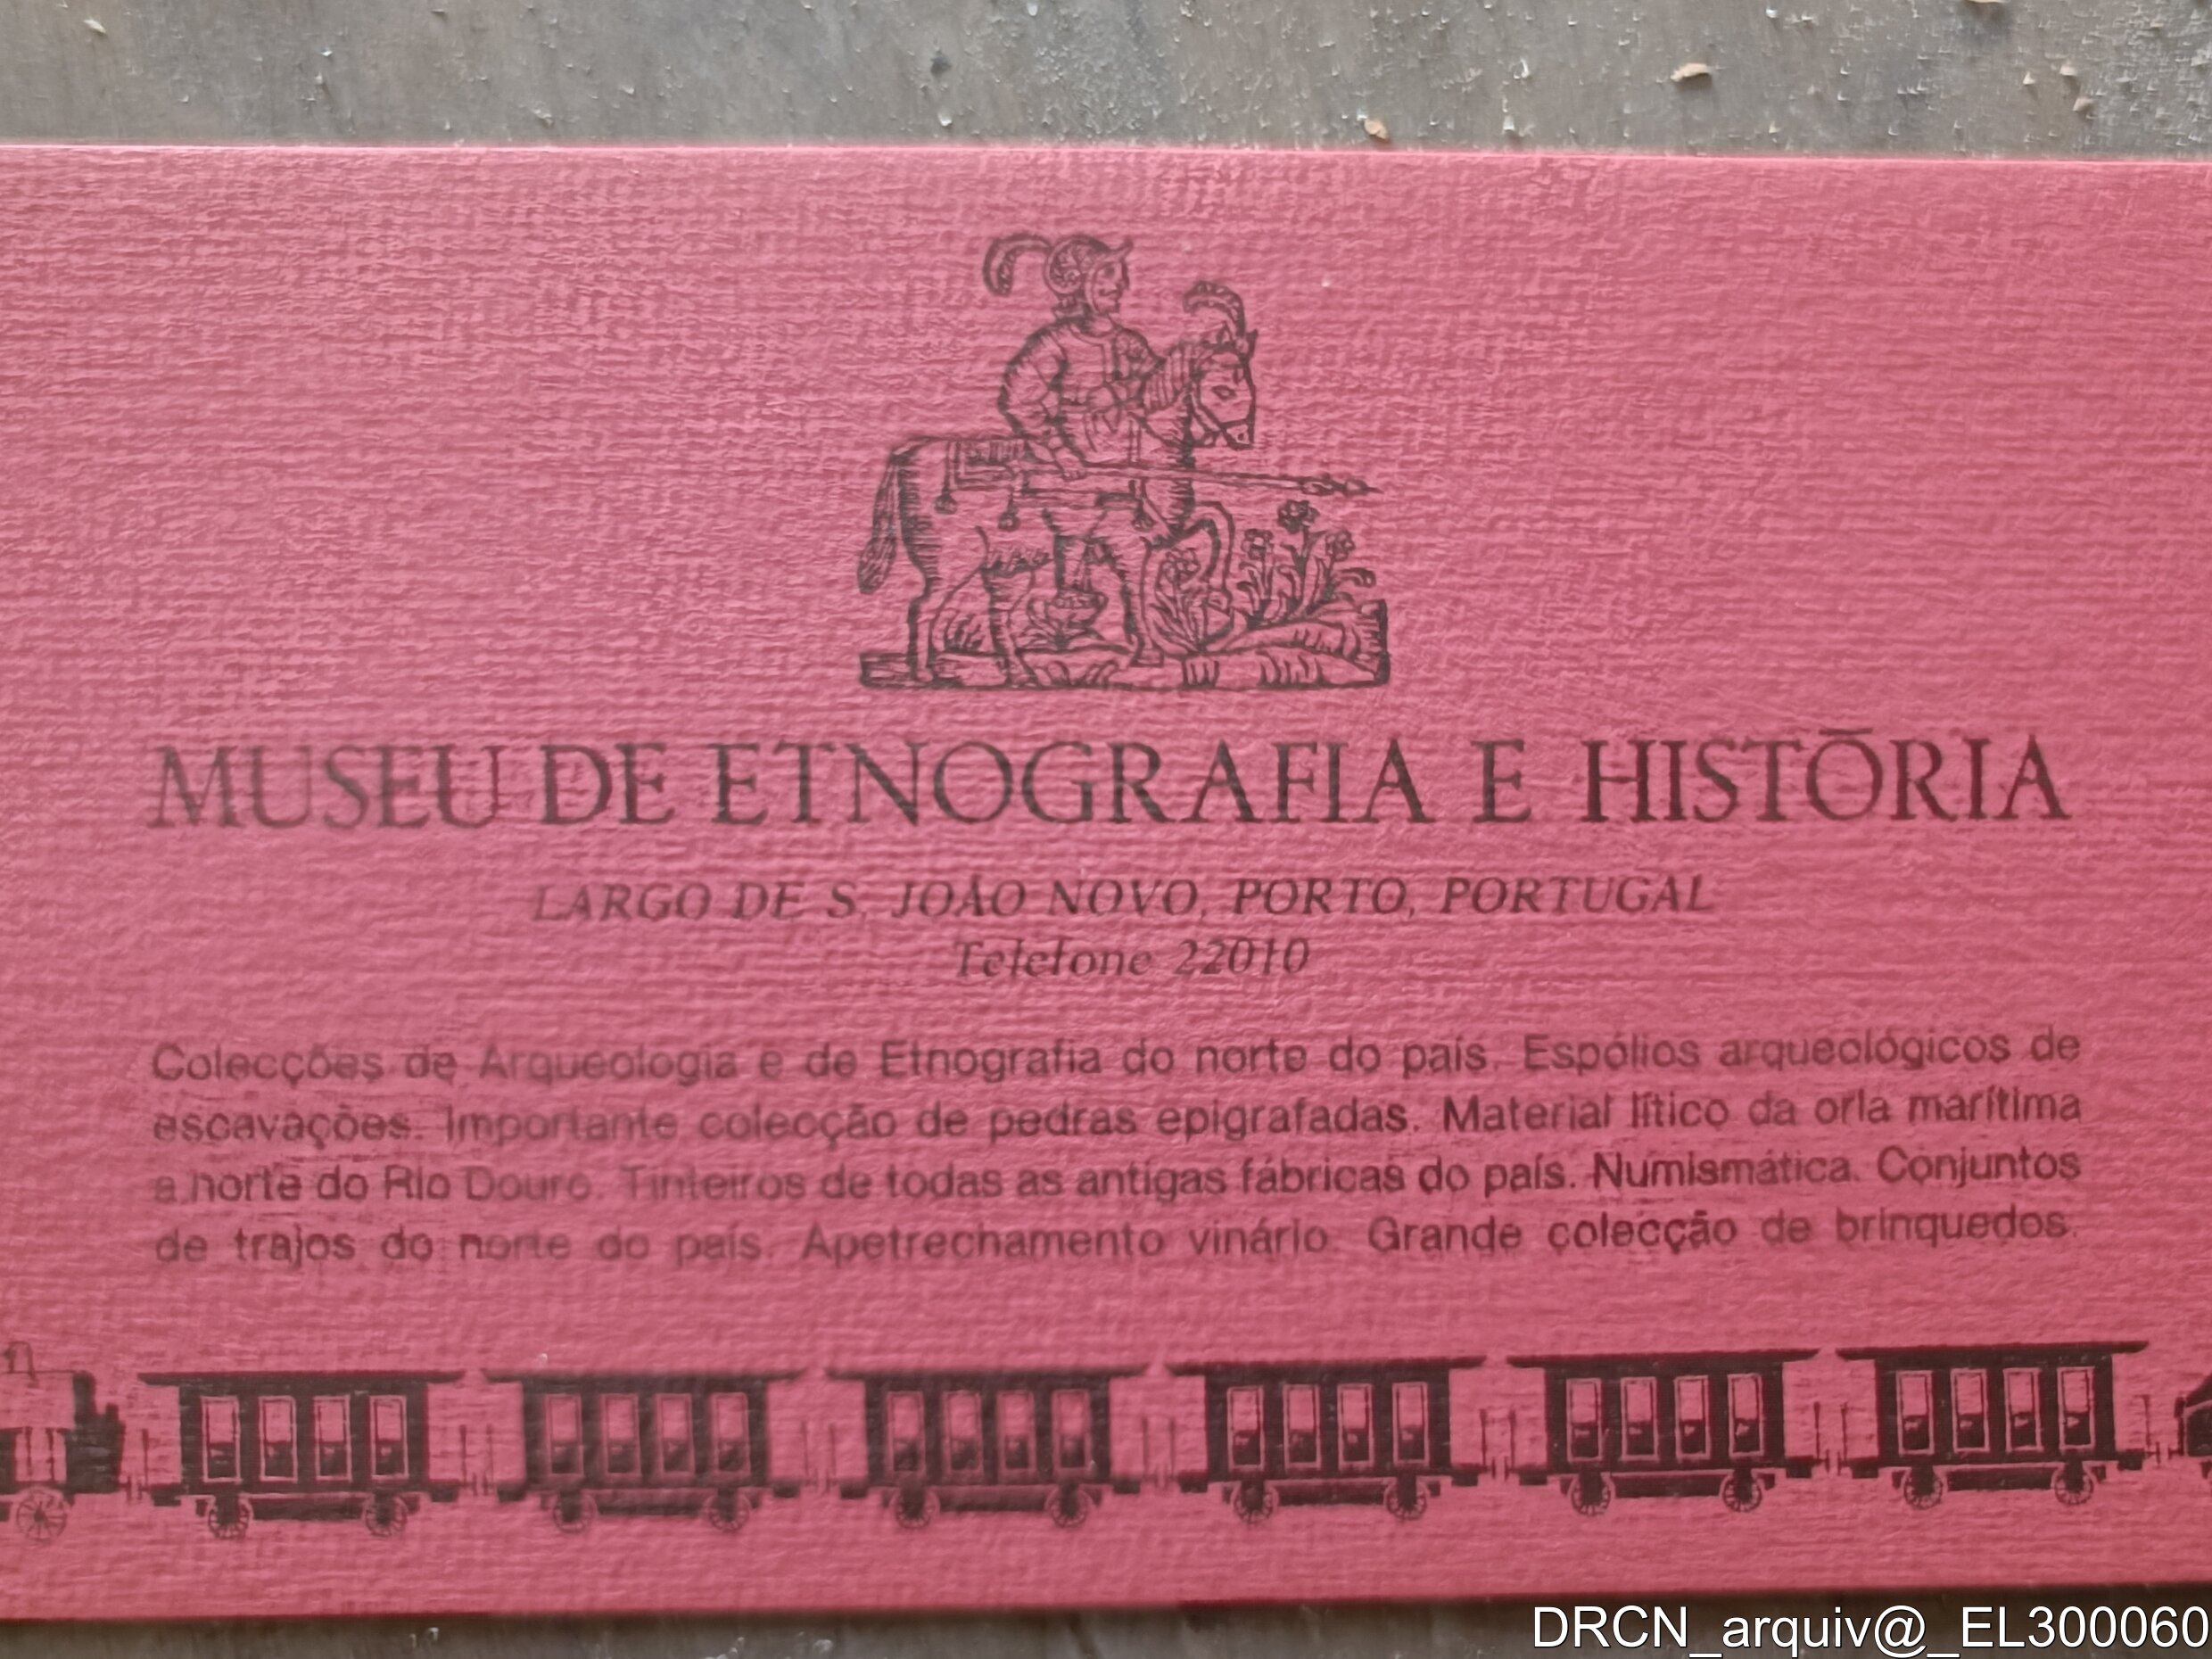 MUSEU DE ETNOGRAFIA E HISTÓRIA
LARGO DE S. JOÃO NOVO, PORTO, PORTUGAL
Telefone 22010
Colecções de Arqueologia e de Etnografia do norte do país. Espólios arqueológicos de
escavações. Importante colecção de pedras epigrafadas. Material lítico da orla marítima
a norte do Rio Douro. Tinteiros de todas as antigas fábricas do país. Numismática. Conjuntos
de trajos do norte do país. Apetrechamento vinário. Grande colecção de brinquedos.
DRCN_arquiv@_EL300060